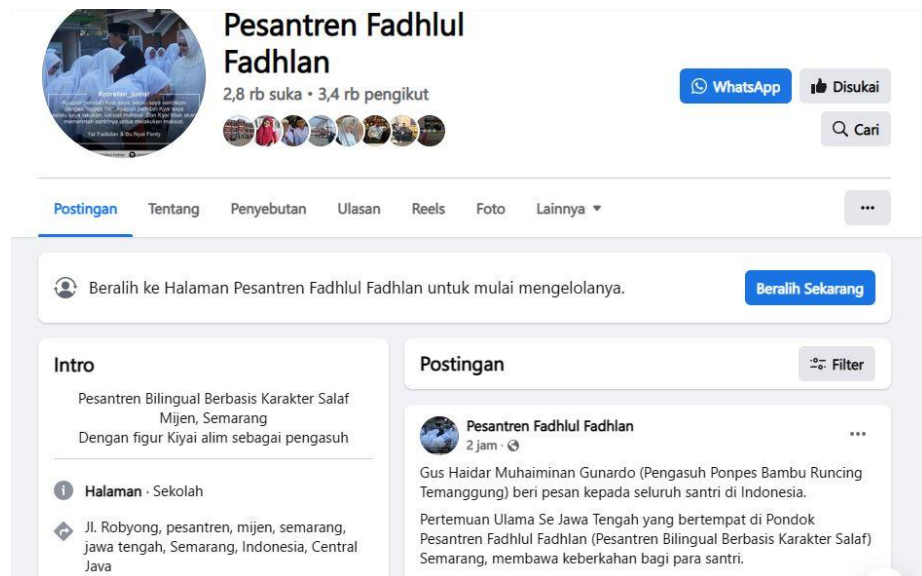 Pesantren Fadhlul
Fadhlan
2,8 rb suka • 3,4 rb pengikut
WhatsApp
Disukai
Cari
Postingan
Tentang
Penyebutan
Ulasan
Reels
Foto
Lainnya
Beralih ke Halaman Pesantren Fadhlul Fadhlan untuk mulai mengelolanya.
Beralih Sekarang
Intro
Pesantren Bilingual Berbasis Karakter Salaf
Mijen, Semarang
Dengan figur Kiyai alim sebagai pengasuh
Halaman · Sekolah
Jl. Robyong, pesantren, mijen, semarang,
jawa tengah, Semarang, Indonesia, Central
Java
Postingan
Filter
Pesantren Fadhlul Fadhlan
2 jam ·
Gus Haidar Muhaiminan Gunardo (Pengasuh Ponpes Bambu Runcing
Temanggung) beri pesan kepada seluruh santri di Indonesia.
Pertemuan Ulama Se Jawa Tengah yang bertempat di Pondok
Pesantren Fadhlul Fadhlan (Pesantren Bilingual Berbasis Karakter Salaf)
Semarang, membawa keberkahan bagi para santri.